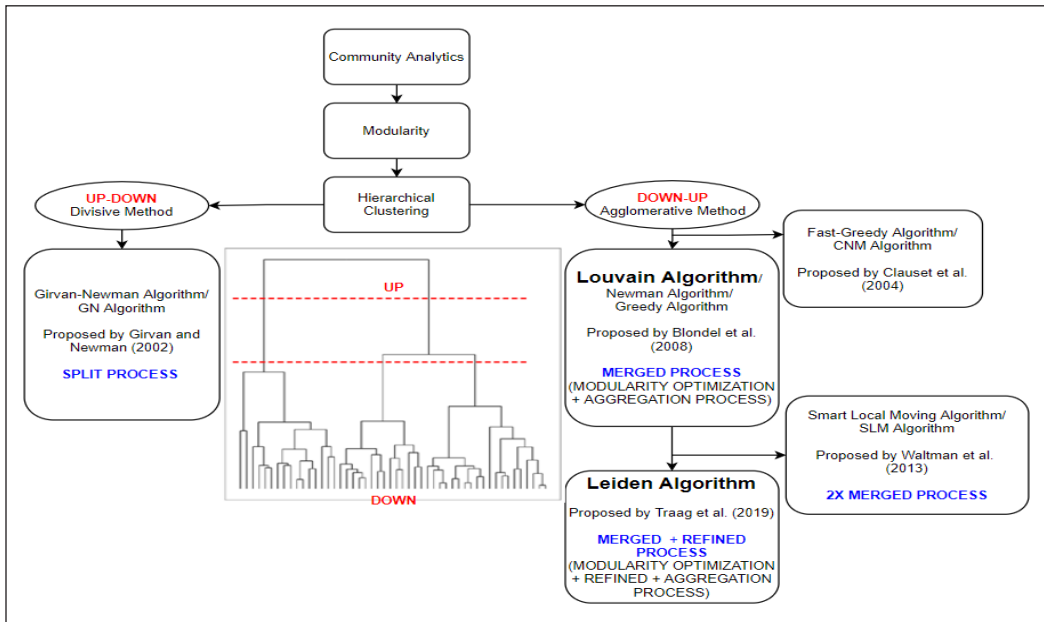 Community Analytics
Modularity
Hierarchical
Clustering
UP-DOWN
Divisive Method
DOWN-UP
Agglomerative Method
Girvan-Newman Algorithm/
GN Algorithm
Proposed by Girvan and
Newman (2002)
SPLIT PROCESS
UP
DOWN
Louvain Algorithm/
Newman Algorithm/
Greedy Algorithm
Proposed by Blondel et al.
(2008)
MERGED PROCESS
(MODULARITY OPTIMIZATION
+ AGGREGATION PROCESS)
Fast-Greedy Algorithm/
CNM Algorithm
Proposed by Clauset et al.
(2004)
Smart Local Moving Algorithm/
SLM Algorithm
Proposed by Waltman et al.
(2013)
2X MERGED PROCESS
Leiden Algorithm
Proposed by Traag et al. (2019)
MERGED + REFINED
PROCESS
(MODULARITY OPTIMIZATION
+ REFINED + AGGREGATION
PROCESS)